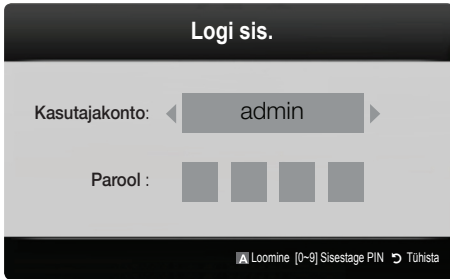 Logi sis.
Kasutajakonto: admin
Parool :
A Loomine [0~9] Sisestage PIN Tühista